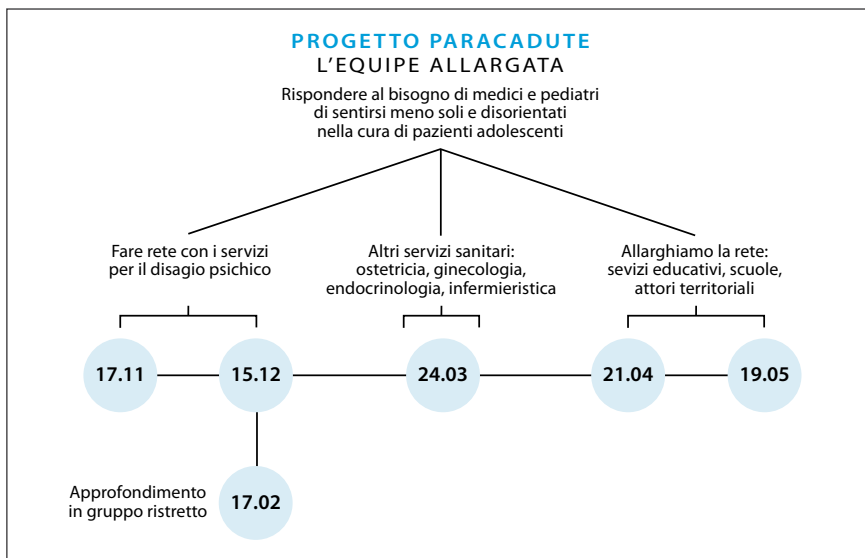 PROGETTO PARACADUTE
L'EQUIPE ALLARGATA
Rispondere al bisogno di medici e pediatri
di sentirsi meno soli e disorientati
nella cura di pazienti adolescenti
Fare rete con i servizi
per il disagio psichico
Altri servizi sanitari:
ostetricia, ginecologia,
endocrinologia, infermieristica
Allarghiamo la rete:
sevizi educativi, scuole,
attori territoriali
17.11
15.12
24.03
21.04
19.05
Approfondimento
in gruppo ristretto
17.02